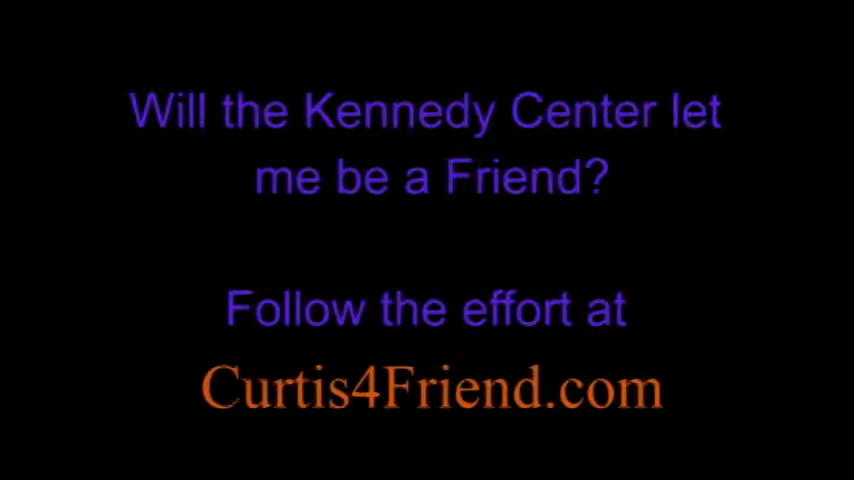 Will the Kennedy Center let
me be a Friend?
Follow the effort at
Curtis4Friend.com